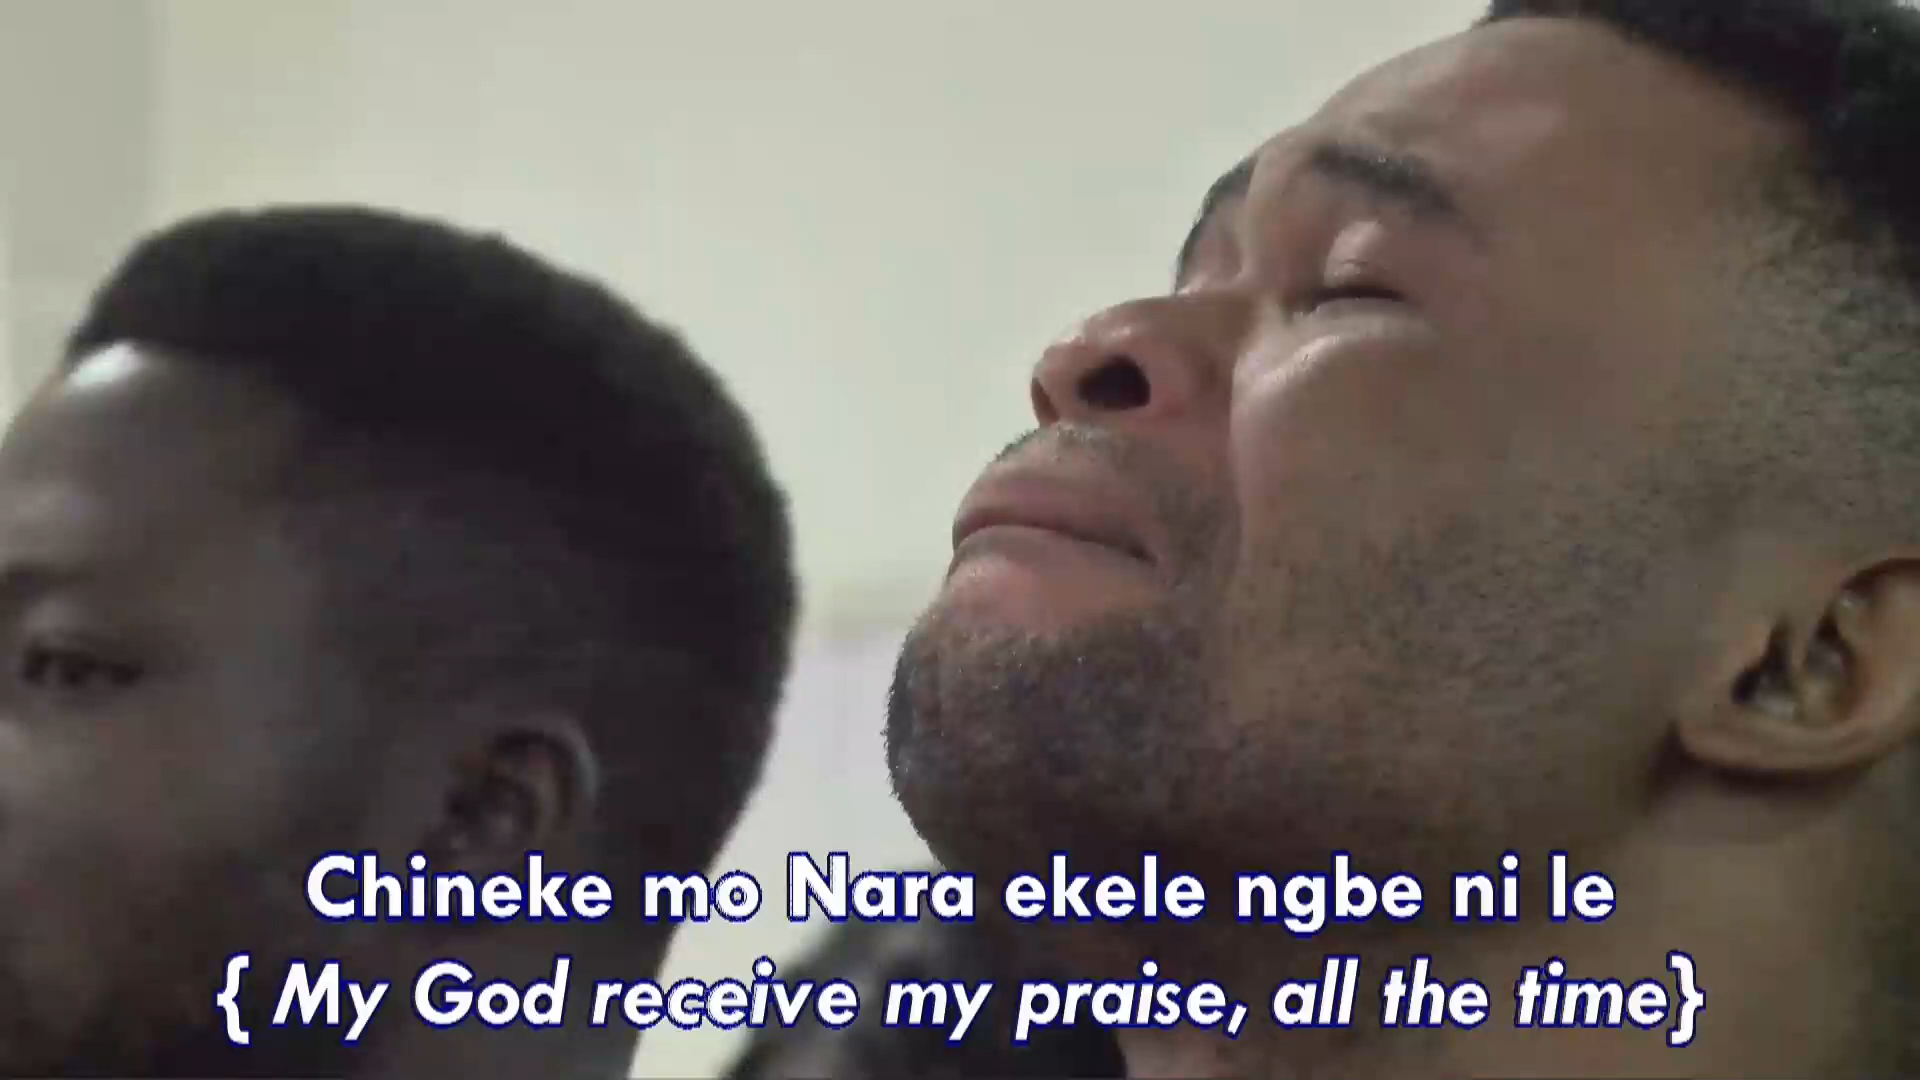 Chineke mo Nara ekele ngbe ni le
{ My God receive my praise, all the time}